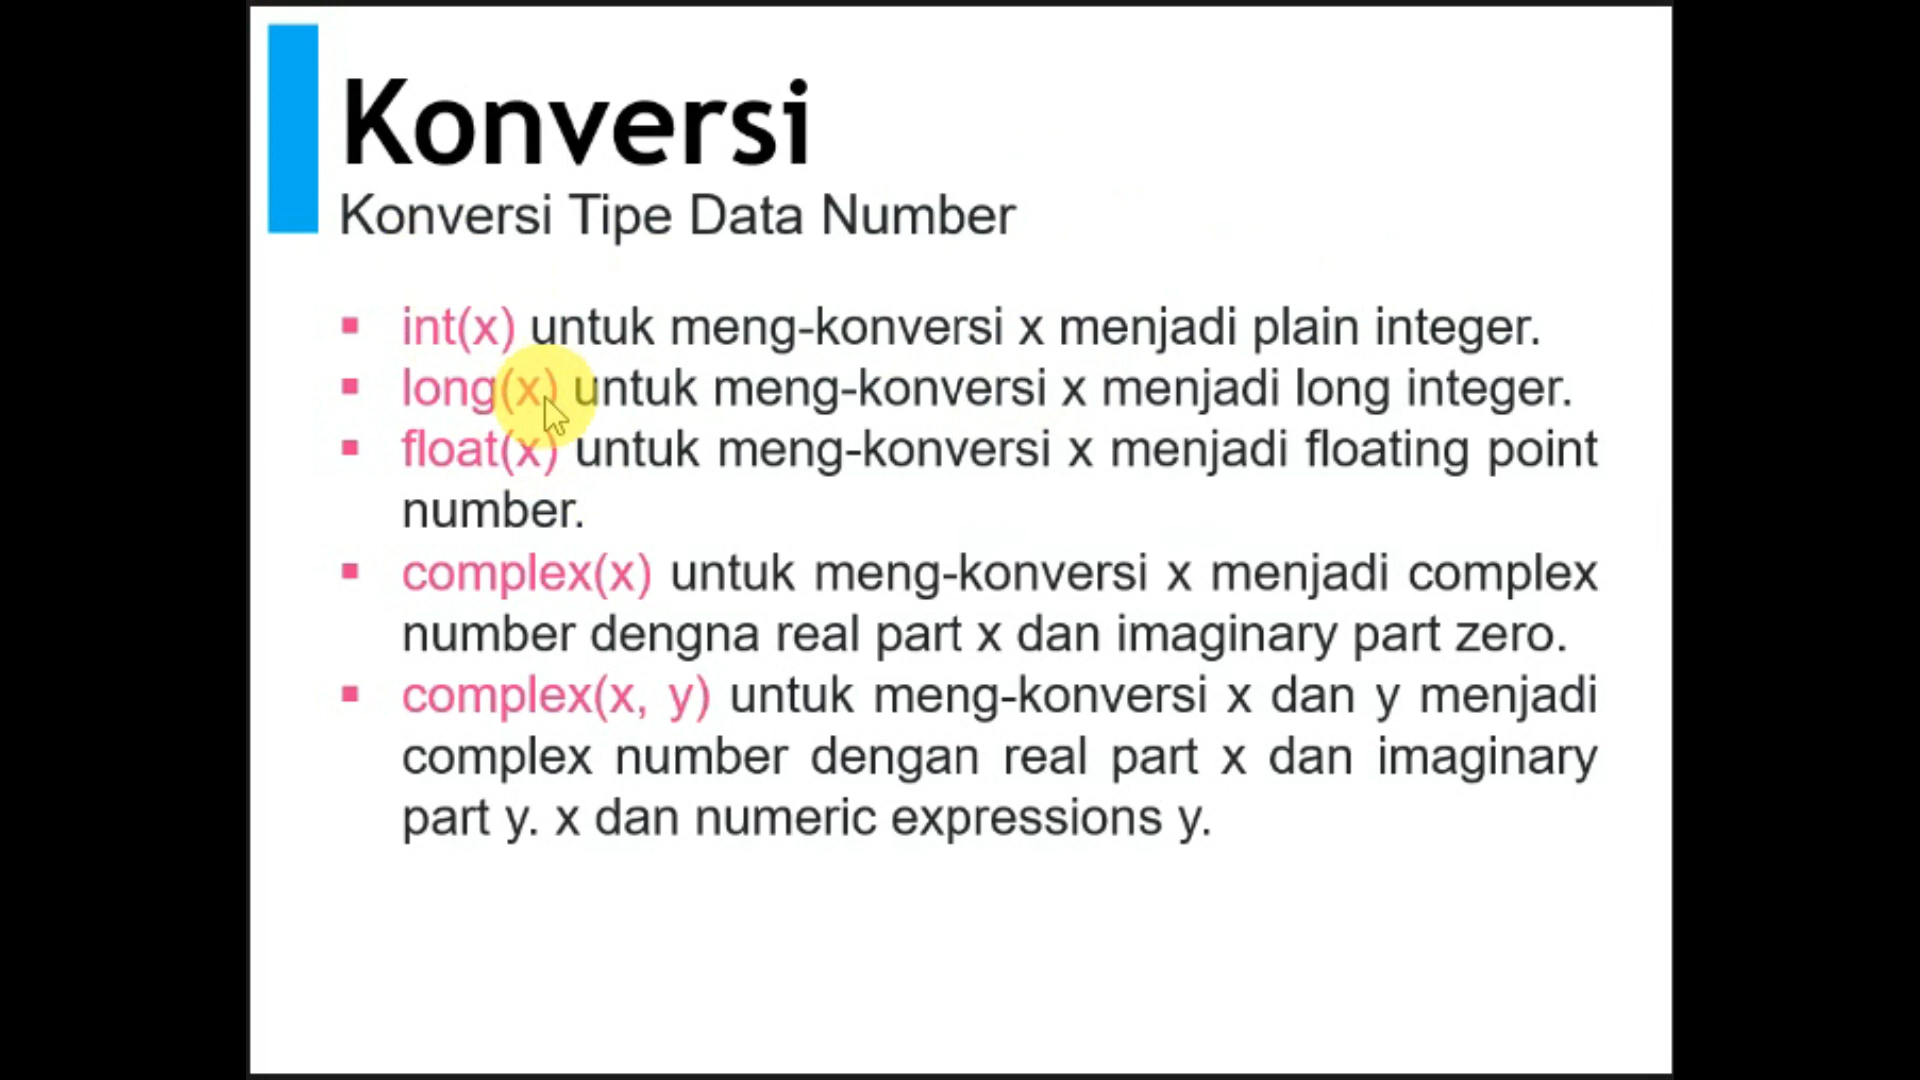 Konversi
Konversi Tipe Data Number
int(x) untuk meng-konversi x menjadi plain integer.
long(x) untuk meng-konversi x menjadi long integer.
float(x) untuk meng-konversi x menjadi floating point
number.
complex(x) untuk meng-konversi x menjadi complex
number dengna real part x dan imaginary part zero.
complex(x, y) untuk meng-konversi x dan y menjadi
complex number dengan real part x dan imaginary
part y. x dan numeric expressions y.